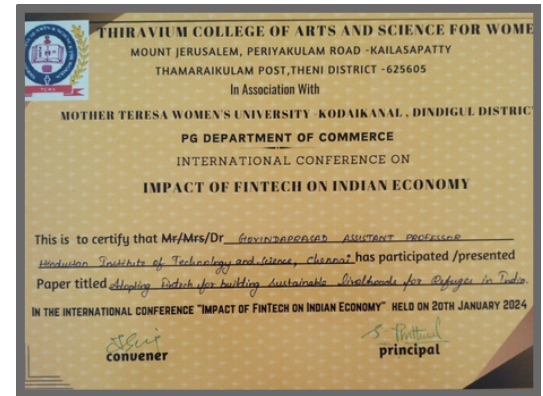 THIRAVIUM COLLEGE OF ARTS AND SCIENCE FOR WOME
MOUNT JERUSALEM, PERIYAKULAM ROAD -KAILASAPATTY
THAMARAIKULAM POST,THENI DISTRICT -625605
In Association With
MOTHER TERESA WOMEN'S UNIVERSITY -KODAIKANAL , DINDIGUL DISTRIC
PG DEPARTMENT OF COMMERCE
INTERNATIONAL CONFERENCE ON
IMPACT OF FINTECH ON INDIAN ECONOMY
This is to certify that Mr/Mrs/Dr GOVINDAPRASAD ASSISTANT PROFESSOR
Hindustan Institute of Technology and Science, Chennai has participated /presented
Paper titled Adopting Fintech for building sustainable livelihoods for Refugee in India.
IN THE INTERNATIONAL CONFERENCE "IMPACT OF FINTECH ON INDIAN ECONOMY" HELD ON 20TH JANUARY 2024
convener
principal